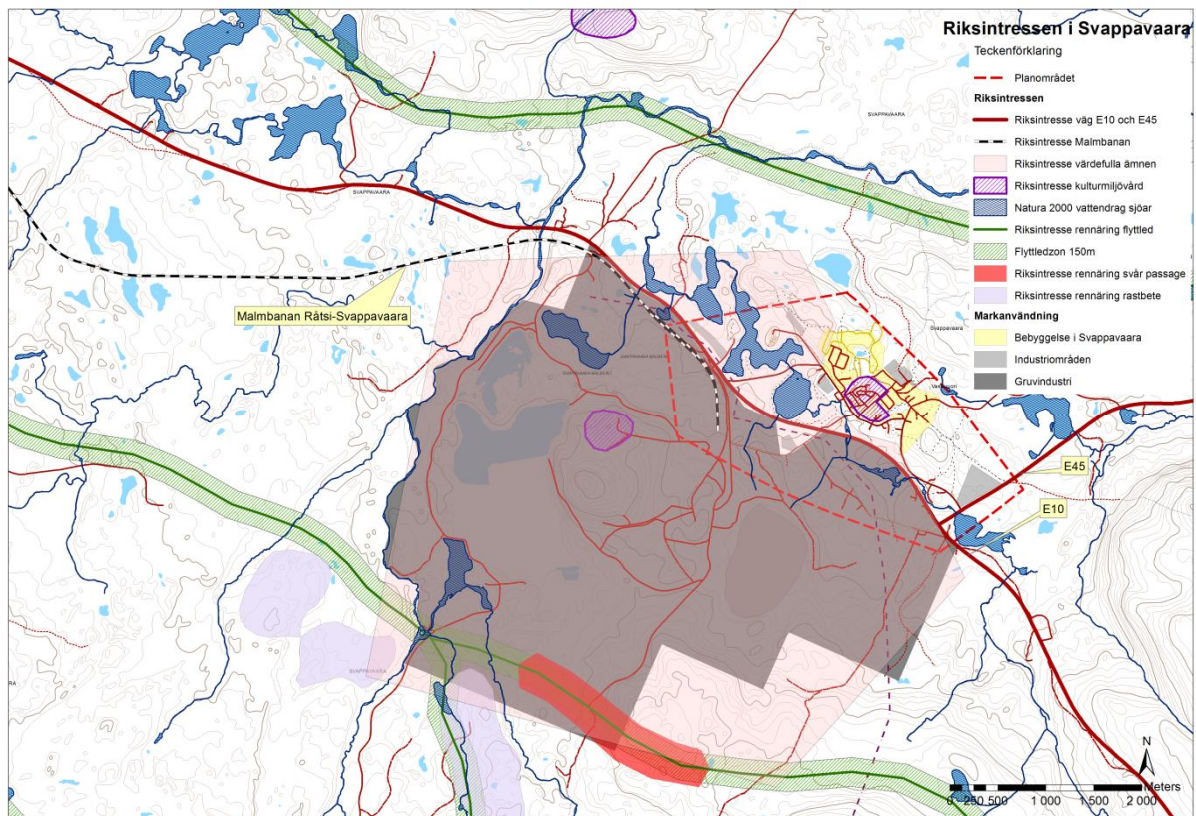 Riksintressen i Svappavaara
Teckenförklaring
Planområdet
Riksintressen
Riksintresse väg E10 och E45
Riksintresse Malmbanan
Riksintresse värdefulla ämnen
Riksintresse kulturmiljövård
Natura 2000 vattendrag sjöar
Riksintresse rennäring flyttled
Flyttledzon 150m
Riksintresse rennäring svår passage
Riksintresse rennäring rastbete
Markanvändning
Bebyggelse i Svappavaara
Industriområden
Gruvindustri
SVAPPAVAARA
SVAPPAVAARA
Malmbanan Råtsi-Svappavaara
Svappavaara
E45
E10
SVAPPAVAARA
N
Meters
0 250 500 1 000 1 500 2 000